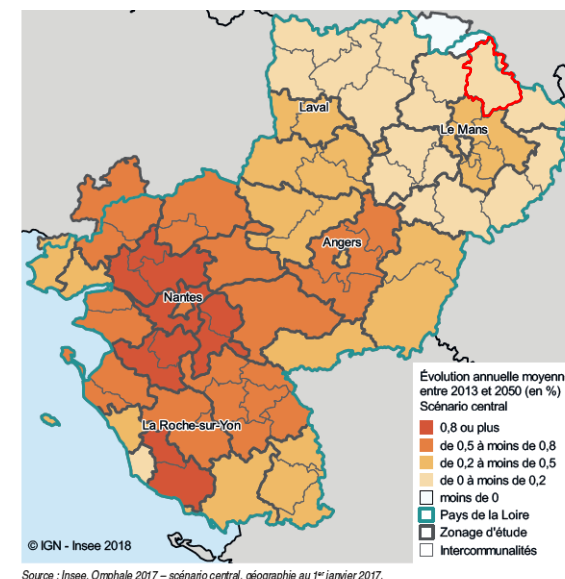 Laval
Le Mans
Angers
Nantes
La Roche-sur-Yon
Évolution annuelle moyenne
entre 2013 et 2050 (en %)
Scénario central
0,8 ou plus
de 0,5 à moins de 0,8
de 0,2 à moins de 0,5
de 0 à moins de 0,2
moins de 0
Pays de la Loire
Zonage d'étude
Intercommunalités
© IGN - Insee 2018
Source : Insee, Omphale 2017 – scénario central, géographie au 1er janvier 2017.